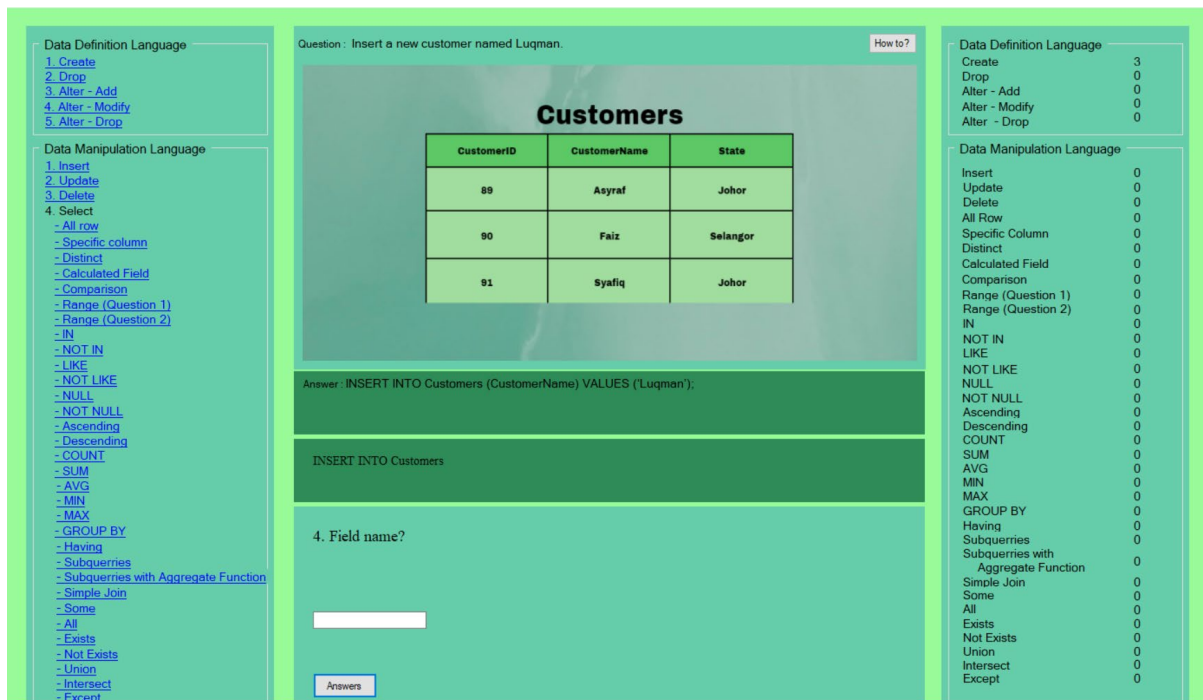 Data Definition Language
1. Create
2. Drop
3. Alter - Add
4. Alter - Modify
5. Alter - Drop
Data Manipulation Language
1. Insert
2. Update
3. Delete
4. Select
- All row
- Specific column
- Distinct
- Calculated Field
- Comparison
- Range (Question 1)
- Range (Question 2)
- IN
- NOT IN
- LIKE
- NOT LIKE
- NULL
- NOT NULL
- Ascending
- Descending
- COUNT
- SUM
- AVG
- MIN
- MAX
- GROUP BY
- Having
- Subquerries
- Subquerries with Aggregate Function
- Simple Join
- Some
- All
- Exists
- Not Exists
- Union
- Intersect
- Except
Question : Insert a new customer named Luqman.
How to?
Customers
CustomerID CustomerName State
89 Asyraf Johor
90 Faiz Selangor
91 Syafiq Johor
Answer : INSERT INTO Customers (CustomerName) VALUES ('Luqman');
INSERT INTO Customers
4. Field name?
Answers
Data Definition Language
Create 3
Drop 0
Alter - Add 0
Alter - Modify 0
Alter - Drop 0
Data Manipulation Language
Insert 0
Update 0
Delete 0
All Row 0
Specific Column 0
Distinct 0
Calculated Field 0
Comparison 0
Range (Question 1) 0
Range (Question 2) 0
IN 0
NOT IN 0
LIKE 0
NOT LIKE 0
NULL 0
NOT NULL 0
Ascending 0
Descending 0
COUNT 0
SUM 0
AVG 0
MIN 0
MAX 0
GROUP BY 0
Having 0
Subquerries 0
Subquerries with
Aggregate Function 0
Simple Join 0
Some 0
All 0
Exists 0
Not Exists 0
Union 0
Intersect 0
Except 0